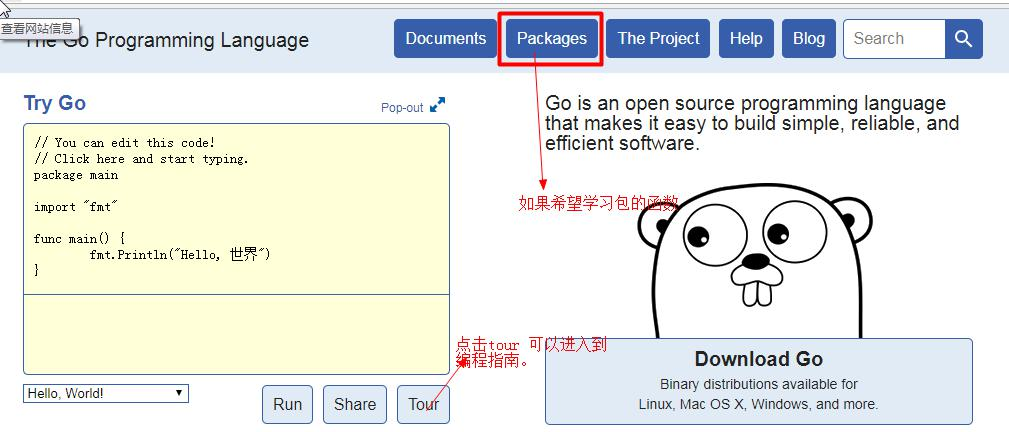 查看网站信息
The Go Programming Language
Documents
Packages
The Project
Help
Blog
Search
Try Go
Pop-out
// You can edit this code!
// Click here and start typing.
package main
import "fmt"
func main() {
fmt.Println("Hello, 世界")
}
Hello, World!
Run
Share
Tour
点击tour 可以进入到
编程指南。
Go is an open source programming language
that makes it easy to build simple, reliable, and
efficient software.
如果希望学习包的函数
Download Go
Binary distributions available for
Linux, Mac OS X, Windows, and more.